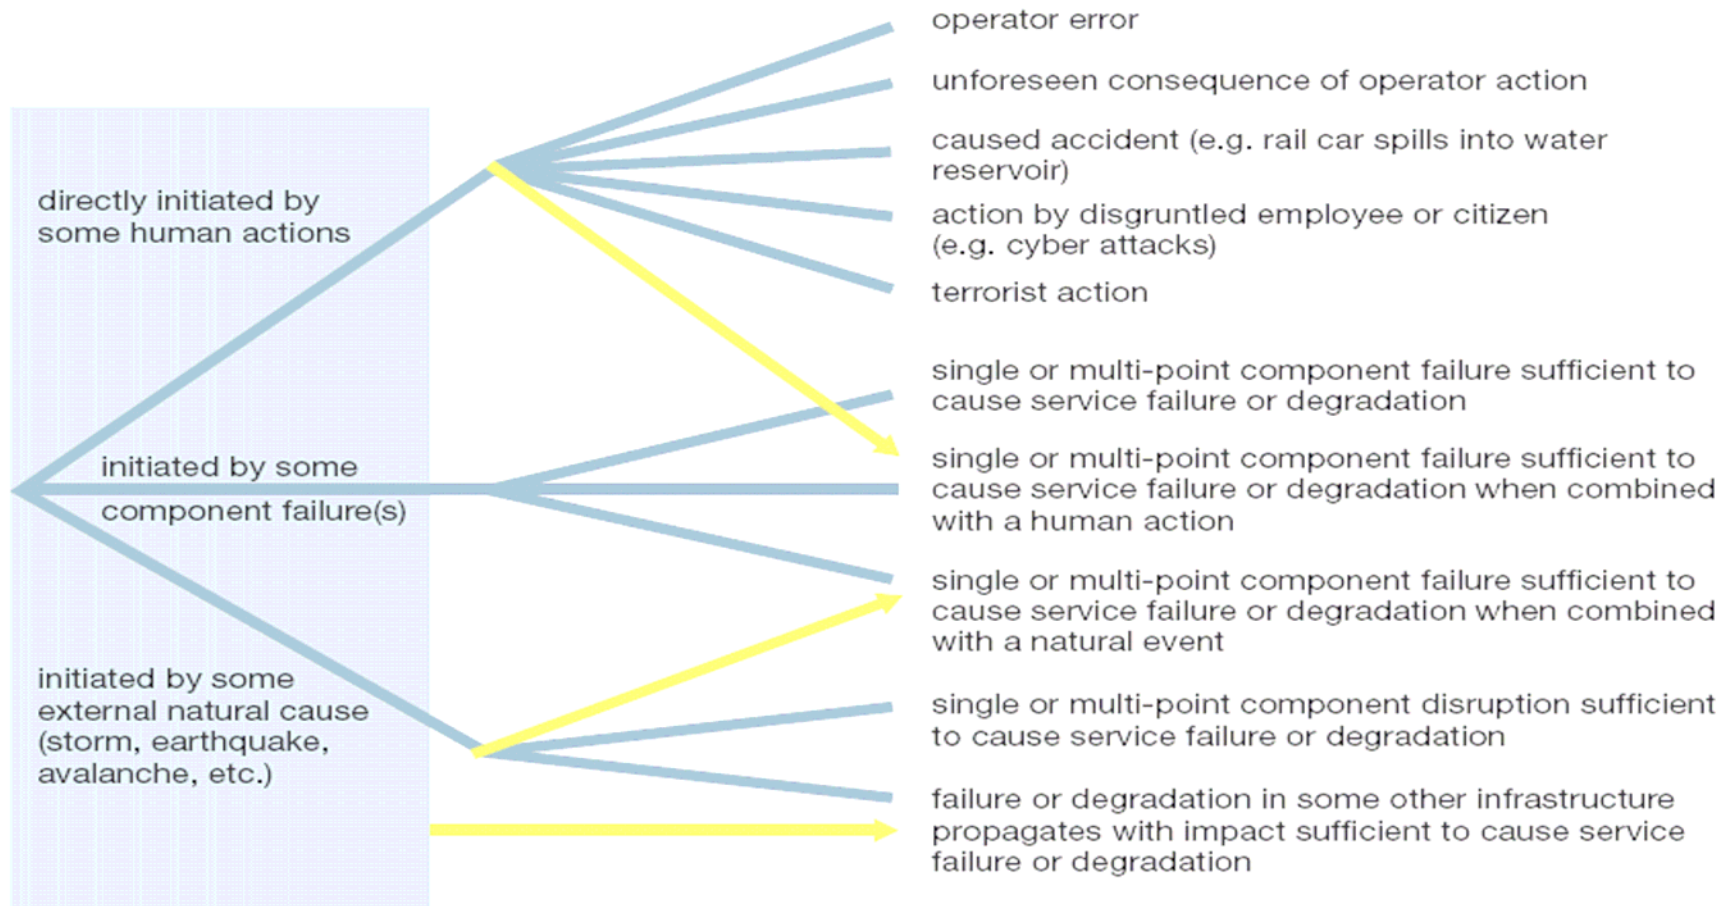 operator error
unforeseen consequence of operator action
caused accident (e.g. rail car spills into water
reservoir)
action by disgruntled employee or citizen
(e.g. cyber attacks)
terrorist action
directly initiated by
some human actions
single or multi-point component failure sufficient to
cause service failure or degradation
initiated by some
component failure(s)
single or multi-point component failure sufficient to
cause service failure or degradation when combined
with a human action
single or multi-point component failure sufficient to
cause service failure or degradation when combined
with a natural event
initiated by some
external natural cause
(storm, earthquake,
avalanche, etc.)
single or multi-point component disruption sufficient
to cause service failure or degradation
failure or degradation in some other infrastructure
propagates with impact sufficient to cause service
failure or degradation